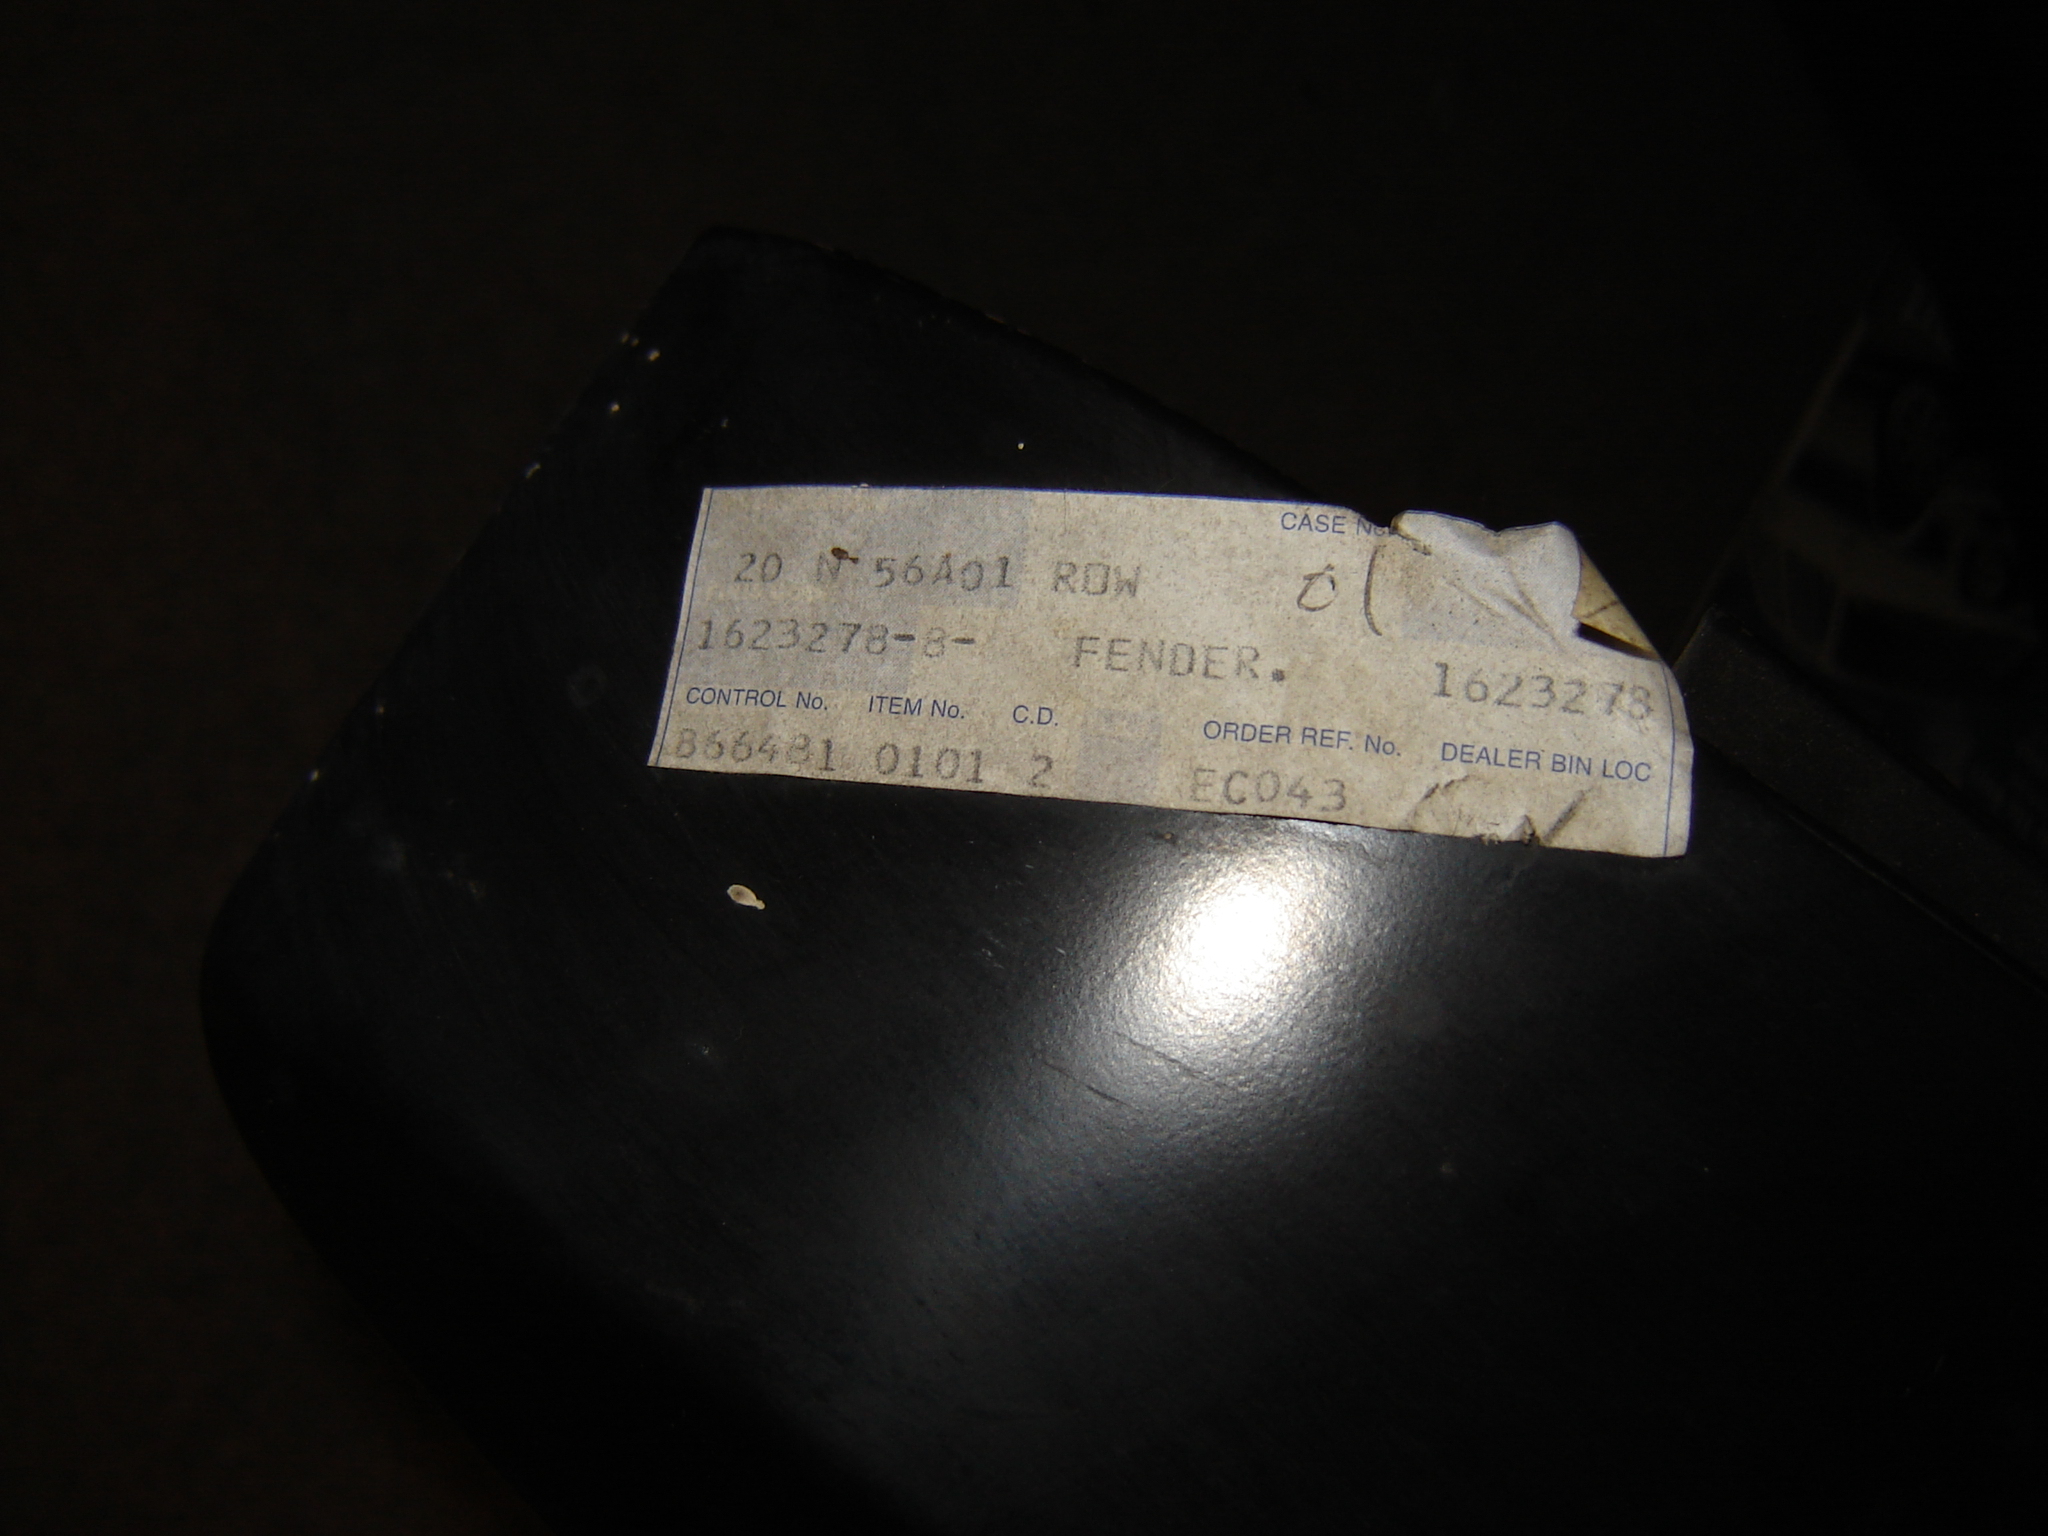 CASE No.
20 N 56A01 ROW 01
1623278-8- FENDER. 1623278
CONTROL No. ITEM No. C.D. ORDER REF. No. DEALER BIN LOC
866481 0101 2 EC043